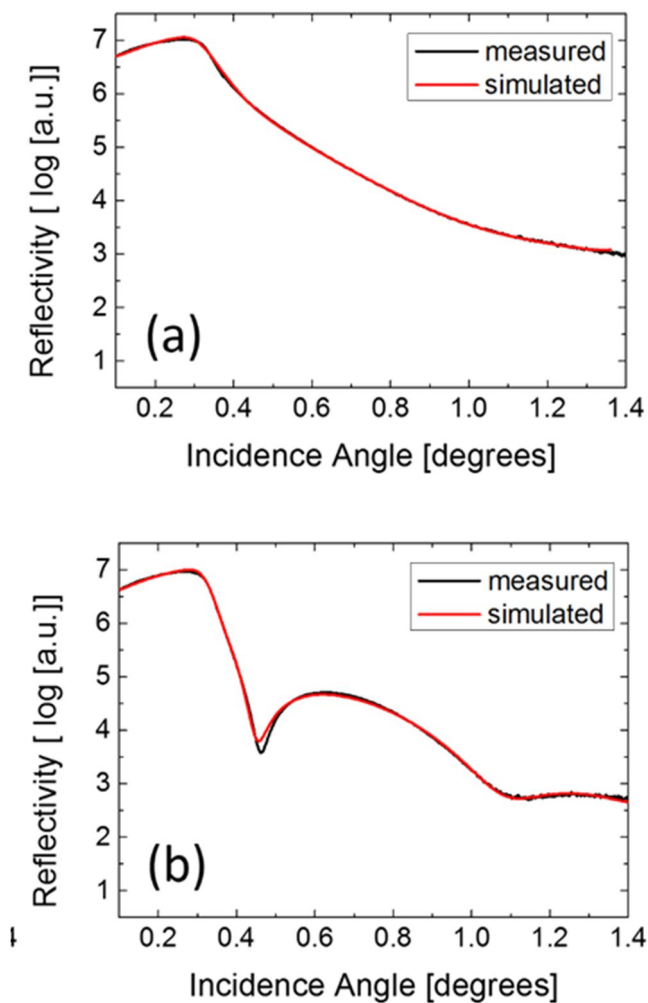 7
6
5
4
3
2
1
measured
simulated
(a)
0.2 0.4 0.6 0.8 1.0 1.2 1.4
Reflectivity [ log [a.u.]]
Incidence Angle [degrees]
7
6
5
4
3
2
1
measured
simulated
(b)
4
0.2 0.4 0.6 0.8 1.0 1.2 1.4
Reflectivity [ log [a.u.]]
Incidence Angle [degrees]